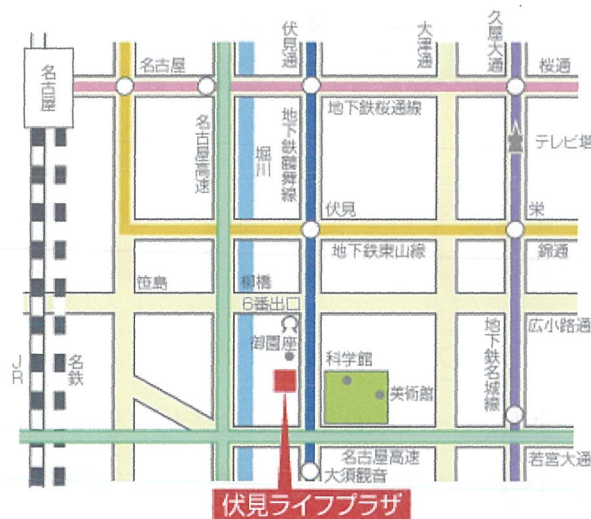 伏見通
大津通
久屋大通
名古屋
名古屋
桜通
地下鉄桜通線
名古屋高速
堀川
地下鉄鶴舞線
テレビ塔
伏見
栄
地下鉄東山線
錦通
笹島
柳橋
6番出口
広小路通
御園座
地下鉄名城線
JR
名鉄
科学館
美術館
名古屋高速
若宮大通
大須観音
伏見ライフプラザ